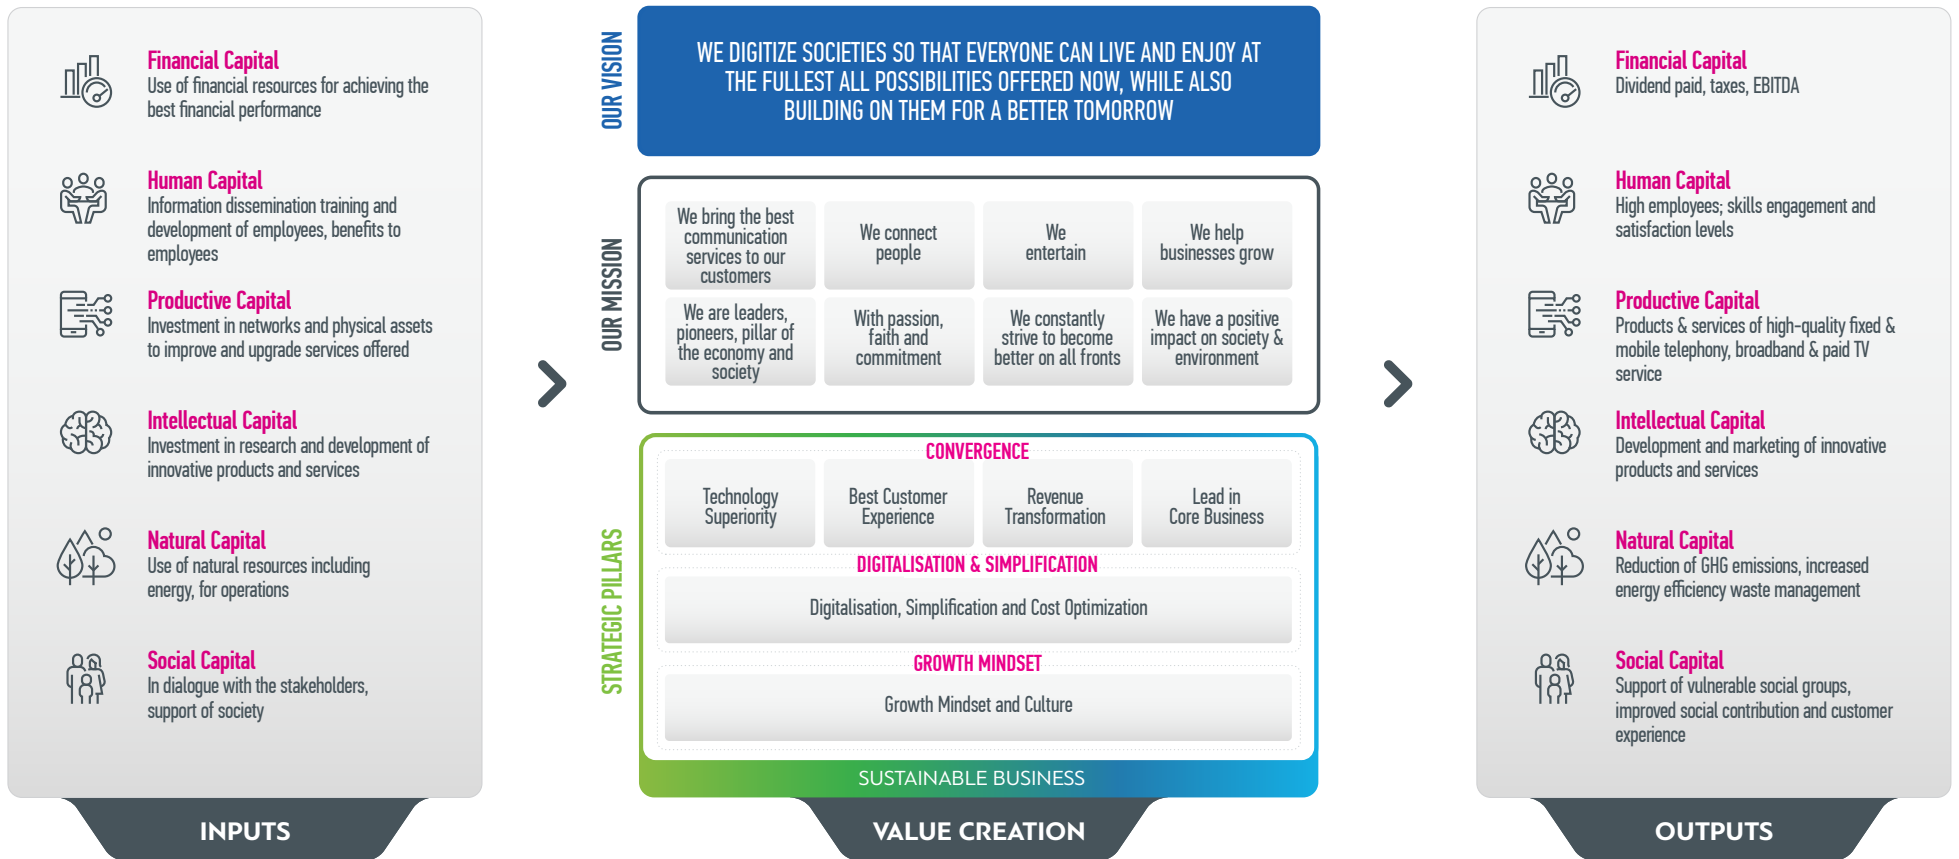 Financial Capital
Use of financial resources for achieving the
best financial performance
Human Capital
Information dissemination training and
development of employees, benefits to
employees
Productive Capital
Investment in networks and physical assets
to improve and upgrade services offered
Intellectual Capital
Investment in research and development of
innovative products and services
Natural Capital
Use of natural resources including
energy, for operations
Social Capital
In dialogue with the stakeholders,
support of society
INPUTS
OUR VISION
WE DIGITIZE SOCIETIES SO THAT EVERYONE CAN LIVE AND ENJOY AT
THE FULLEST ALL POSSIBILITIES OFFERED NOW, WHILE ALSO
BUILDING ON THEM FOR A BETTER TOMORROW
OUR MISSION
We bring the best
communication
services to our
customers
We connect
people
We
entertain
We help
businesses grow
We are leaders,
pioneers, pillar of
the economy and
society
With passion,
faith and
commitment
We constantly
strive to become
better on all fronts
We have a positive
impact on society &
environment
STRATEGIC PILLARS
CONVERGENCE
Technology
Superiority
Best Customer
Experience
Revenue
Transformation
Lead in
Core Business
DIGITALISATION & SIMPLIFICATION
Digitalisation, Simplification and Cost Optimization
GROWTH MINDSET
Growth Mindset and Culture
SUSTAINABLE BUSINESS
VALUE CREATION
Financial Capital
Dividend paid, taxes, EBITDA
Human Capital
High employees; skills engagement and
satisfaction levels
Productive Capital
Products & services of high-quality fixed &
mobile telephony, broadband & paid TV
service
Intellectual Capital
Development and marketing of innovative
products and services
Natural Capital
Reduction of GHG emissions, increased
energy efficiency waste management
Social Capital
Support of vulnerable social groups,
improved social contribution and customer
experience
OUTPUTS